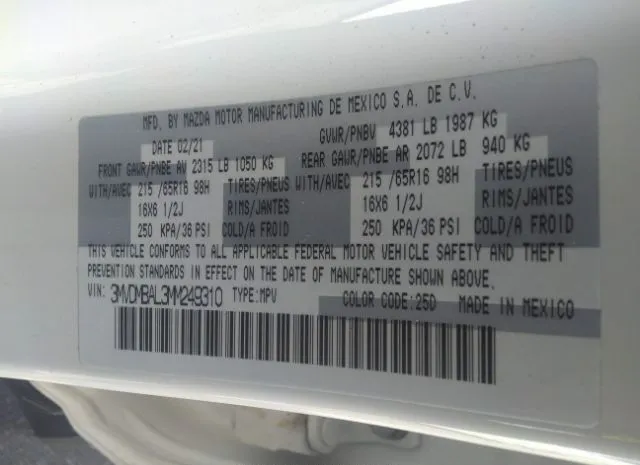 MFD. BY MAZDA MOTOR MANUFACTURING DE MEXICO S.A. DE C.V.
DATE 02/21 GVWR/PNBV 4381 LB 1987 KG
FRONT GAWR/PNBE AV 2315 LB 1050 KG REAR GAWR/PNBE AR 2072 LB 940 KG
WITH/AVEC 215 /65R16 98H TIRES/PNEUS WITH/AVEC 215 /65R16 98H TIRES/PNEUS
16X6 1/2J RIMS/JANTES 16X6 1/2J RIMS/JANTES
250 KPA/36 PSI COLD/A FROID 250 KPA/36 PSI COLD/A FROID
THIS VEHICLE CONFORMS TO ALL APPLICABLE FEDERAL MOTOR VEHICLE SAFETY AND THEFT
PREVENTION STANDARDS IN EFFECT ON THE DATE OF MANUFACTURE SHOWN ABOVE.
VIN: 3MVDMBAL3MM249310 TYPE:MPV COLOR CODE:25D MADE IN MEXICO